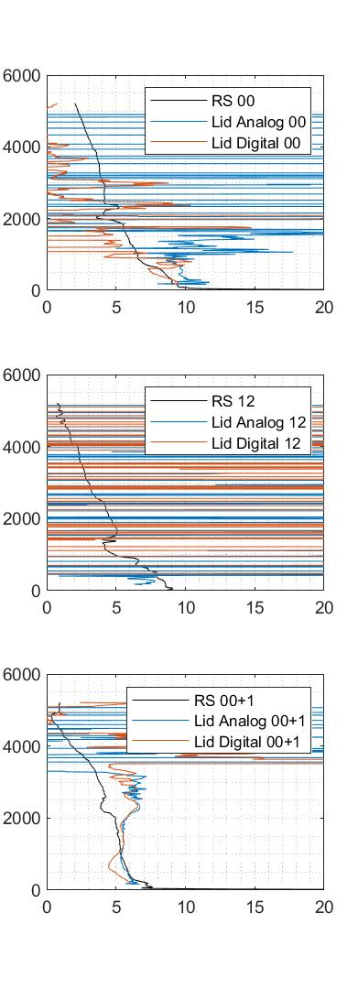 6000
RS 00
Lid Analog 00
4000
Lid Digital 00
2000
0
0 5 10 15 20
6000
RS 12
Lid Analog 12
4000
Lid Digital 12
2000
0
0 5 10 15 20
6000
RS 00+1
Lid Analog 00+1
4000
Lid Digital 00+1
2000
0
0 5 10 15 20